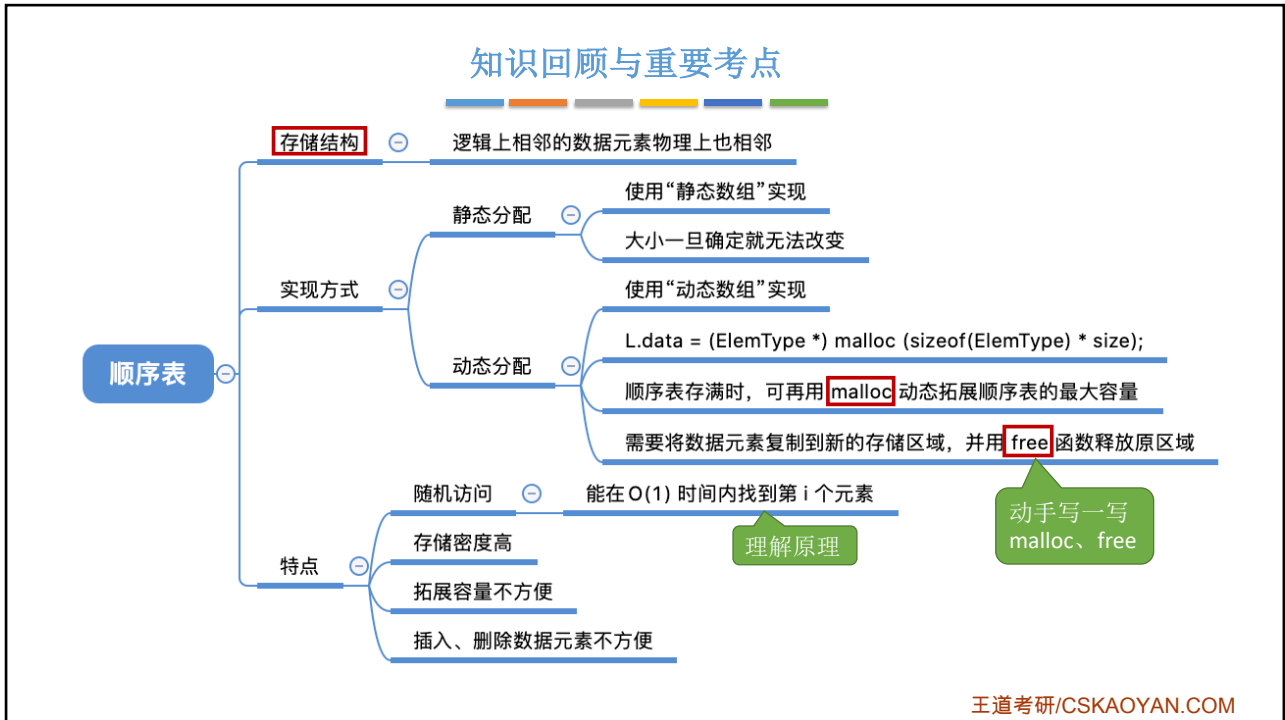 知识回顾与重要考点
顺序表
存储结构
逻辑上相邻的数据元素物理上也相邻
实现方式
静态分配
使用“静态数组”实现
大小一旦确定就无法改变
动态分配
使用“动态数组”实现
L.data = (ElemType *) malloc (sizeof(ElemType) * size);
顺序表存满时，可再用 malloc 动态拓展顺序表的最大容量
需要将数据元素复制到新的存储区域，并用 free 函数释放原区域
动手写一写
malloc、free
特点
随机访问
能在 O(1) 时间内找到第 i 个元素
理解原理
存储密度高
拓展容量不方便
插入、删除数据元素不方便
王道考研/CSKAOYAN.COM